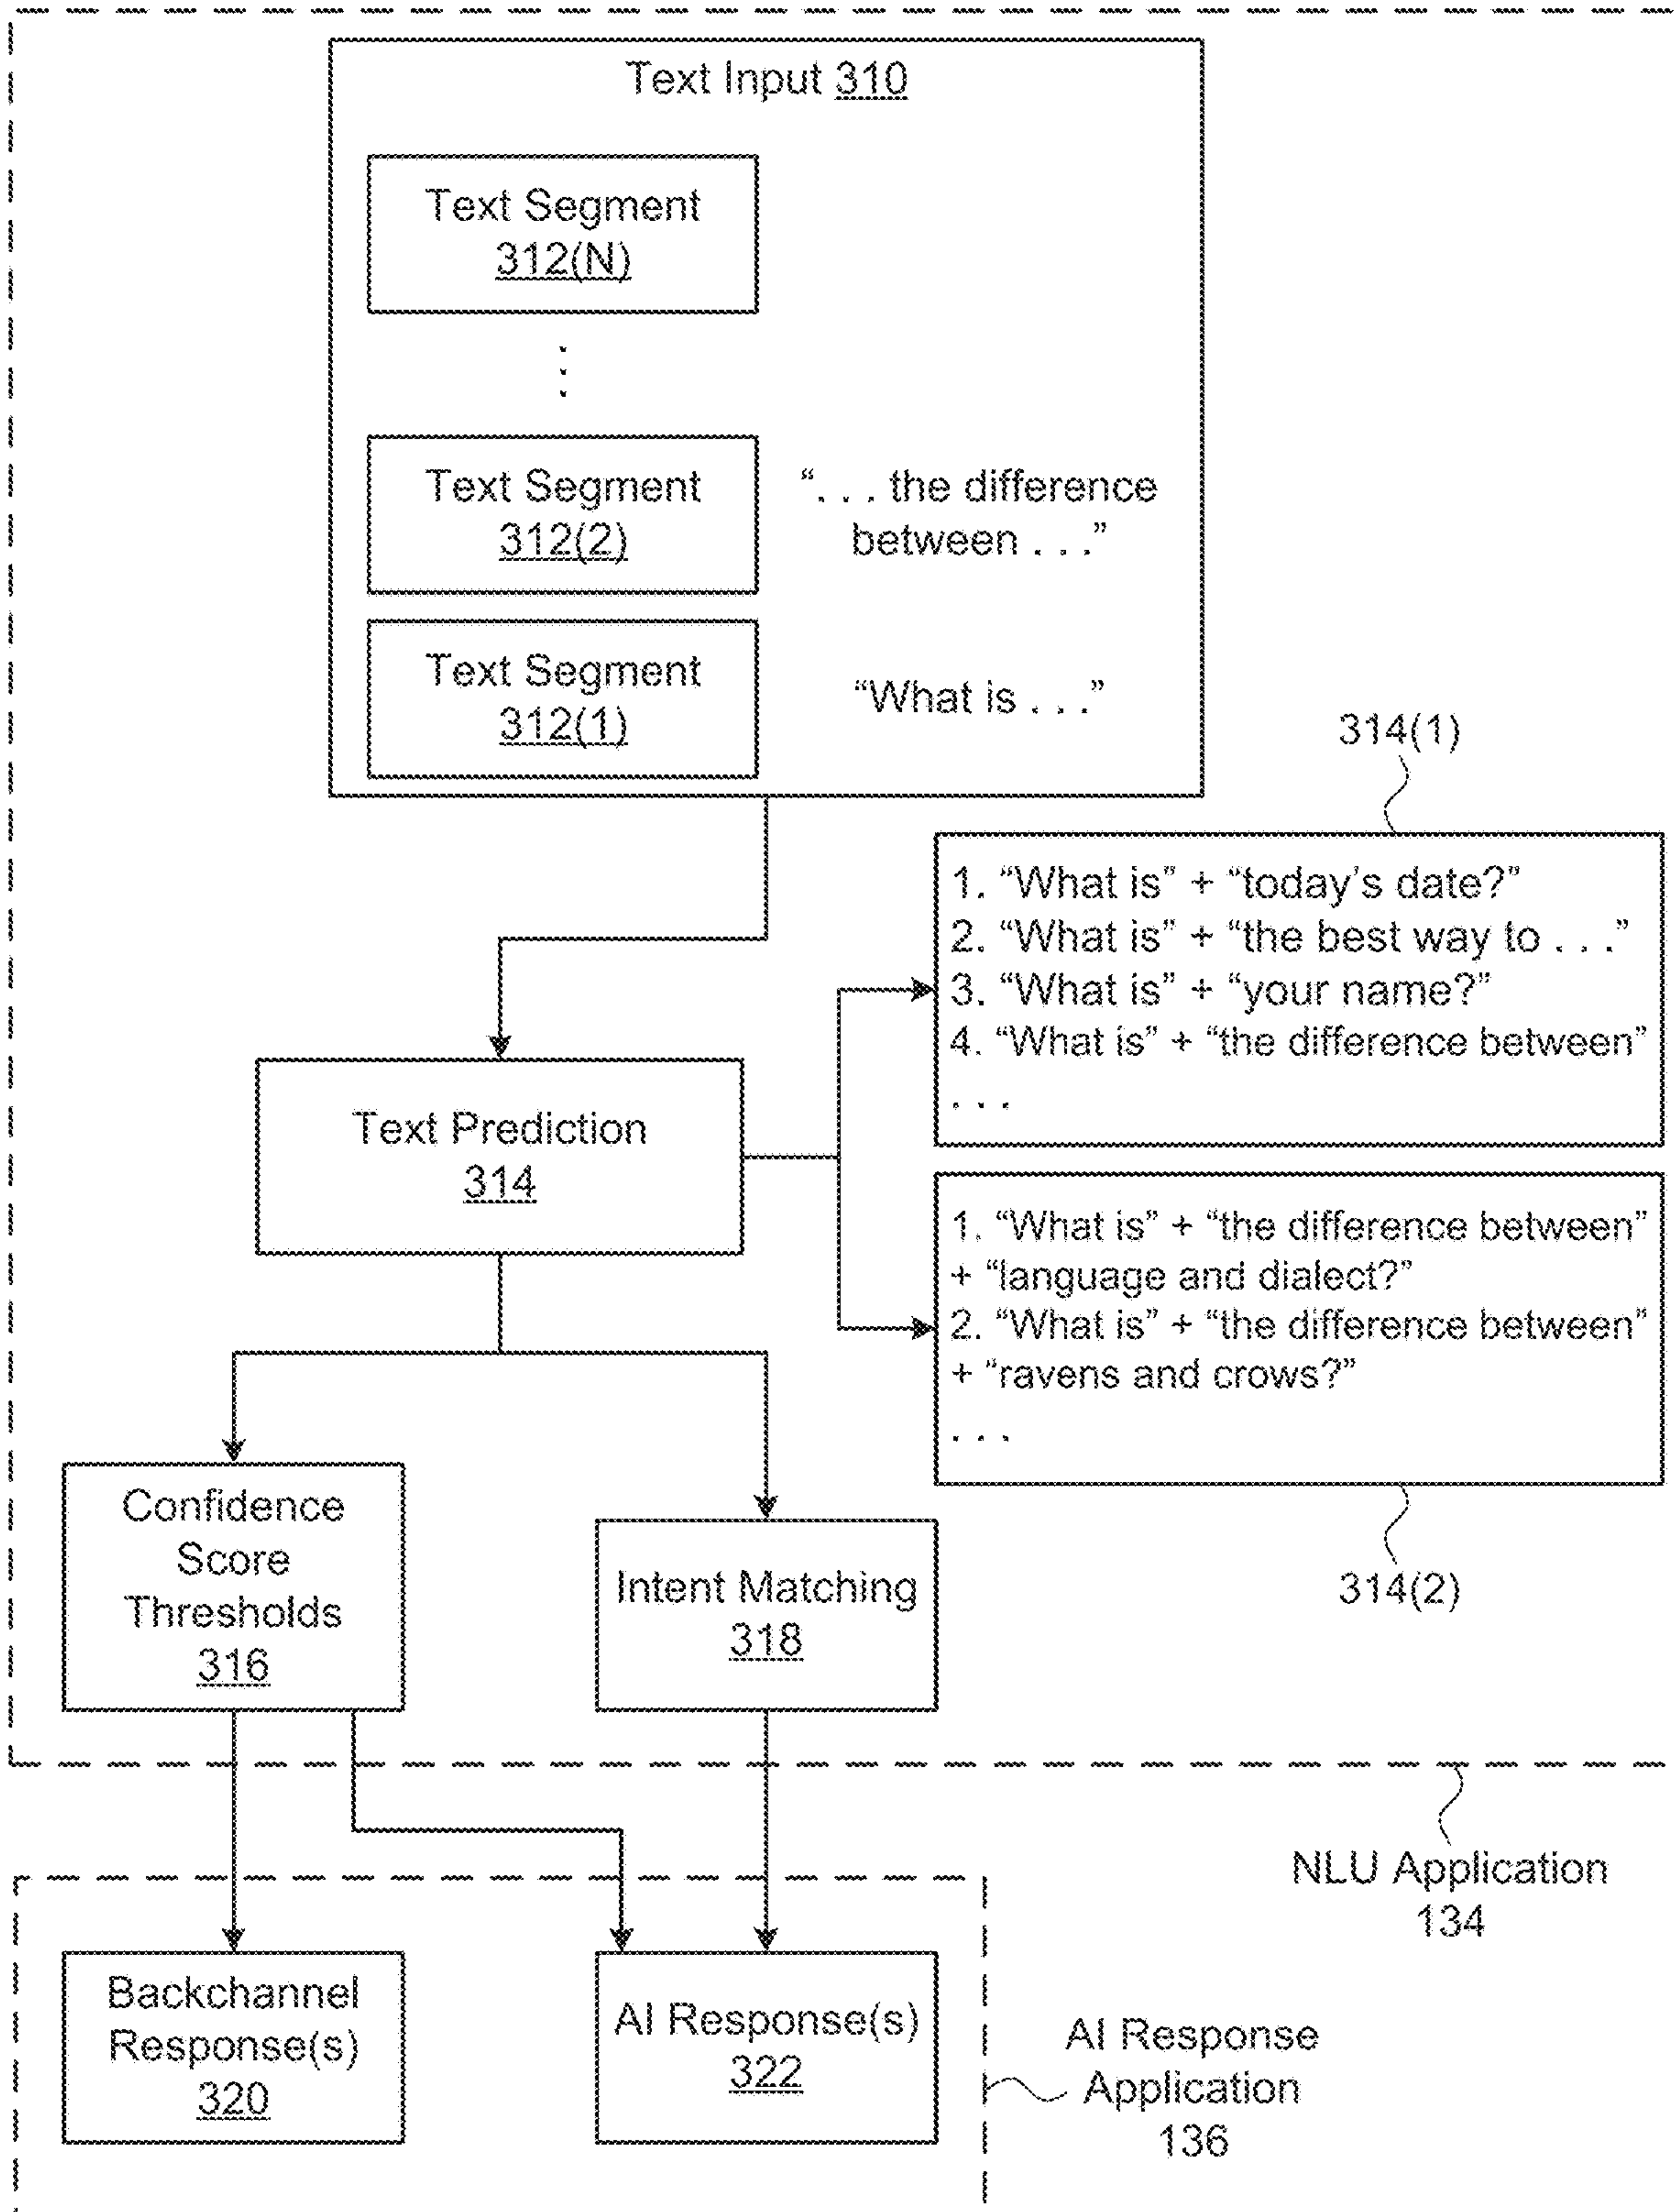 Text Input 310
Text Segment
312(N)
.
.
.
Text Segment
312(2)
“. . . the difference
between . . .”
Text Segment
312(1)
“What is . . .”
314(1)
1. “What is” + “today’s date?”
2. “What is” + “the best way to . . .”
3. “What is” + “your name?”
4. “What is” + “the difference between”
. . .
Text Prediction
314
1. “What is” + “the difference between”
+ “language and dialect?”
2. “What is” + “the difference between”
+ “ravens and crows?”
. . .
314(2)
Confidence
Score
Thresholds
316
Intent Matching
318
NLU Application
134
Backchannel
Response(s)
320
AI Response(s)
322
AI Response
Application
136